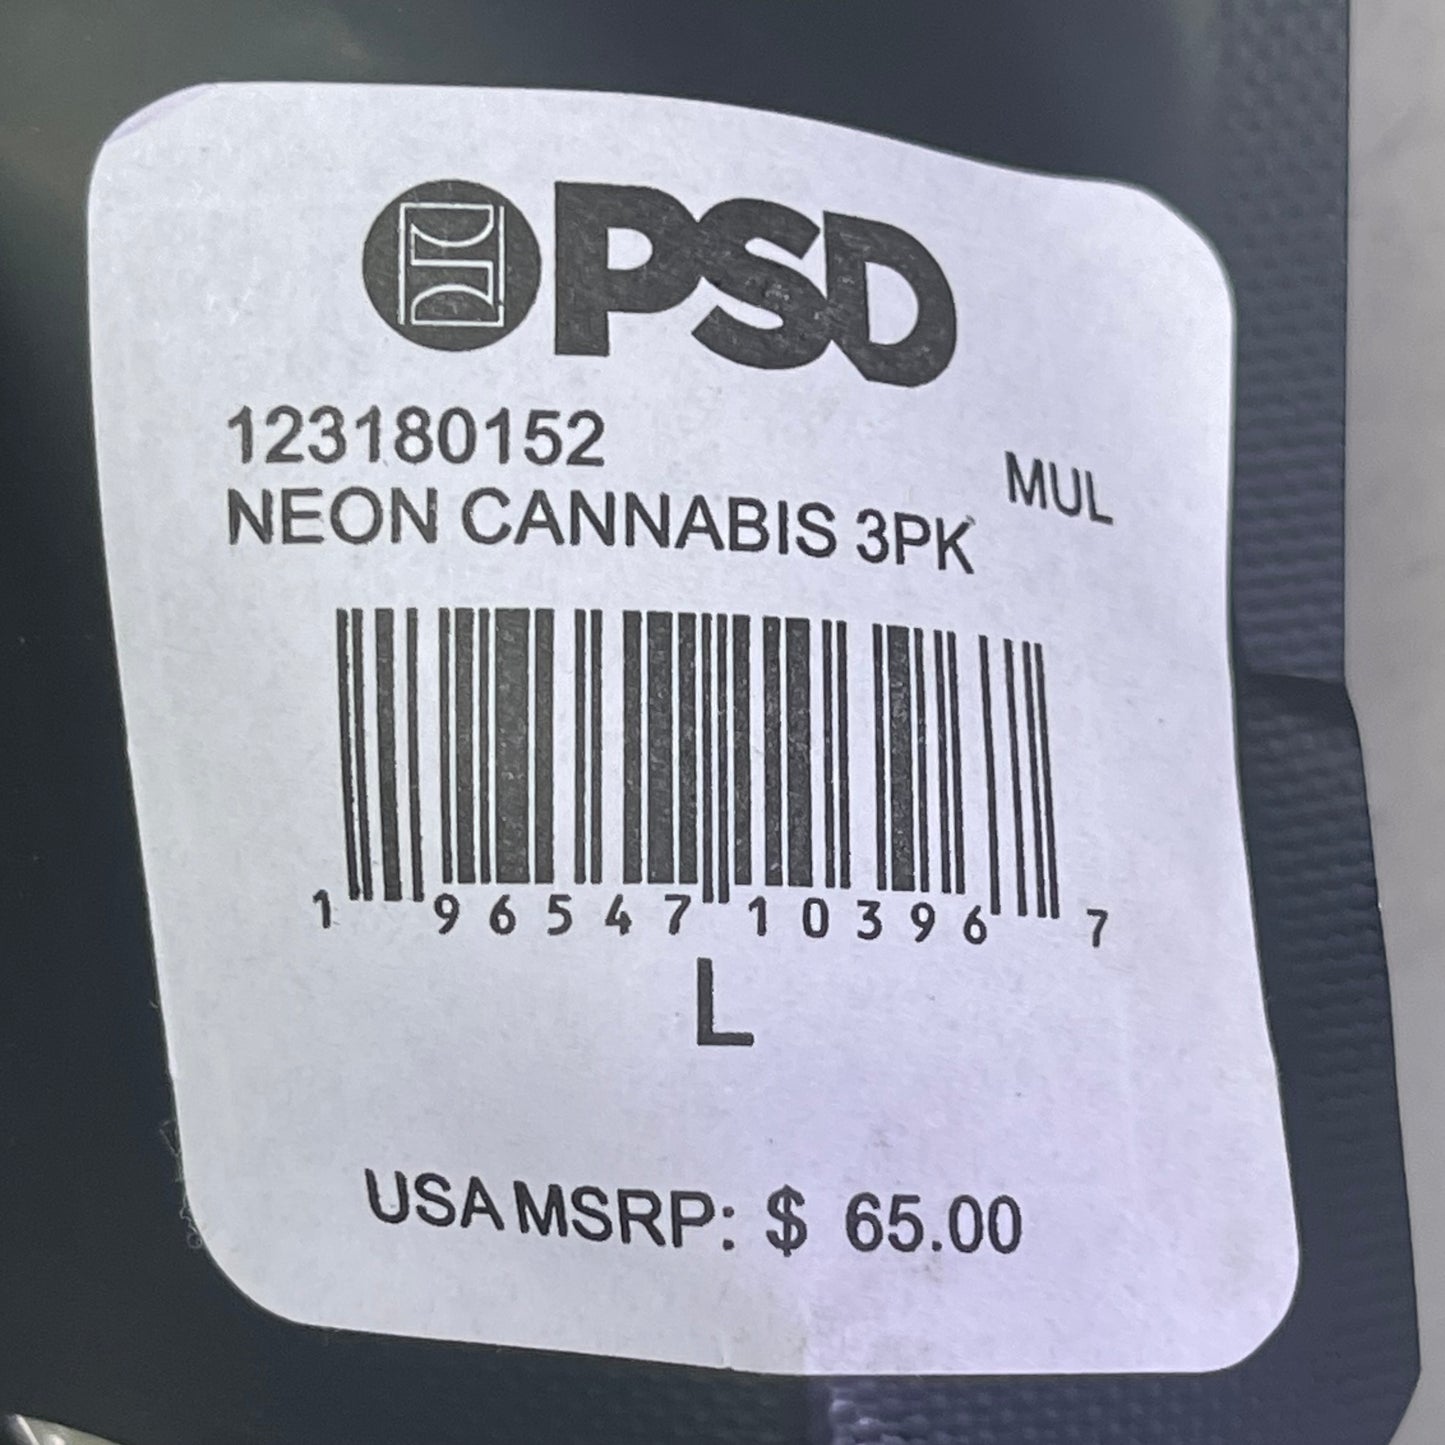 PSD
123180152
MUL
NEON CANNABIS 3PK
1 96547 10396 7
L
USA MSRP: $ 65.00